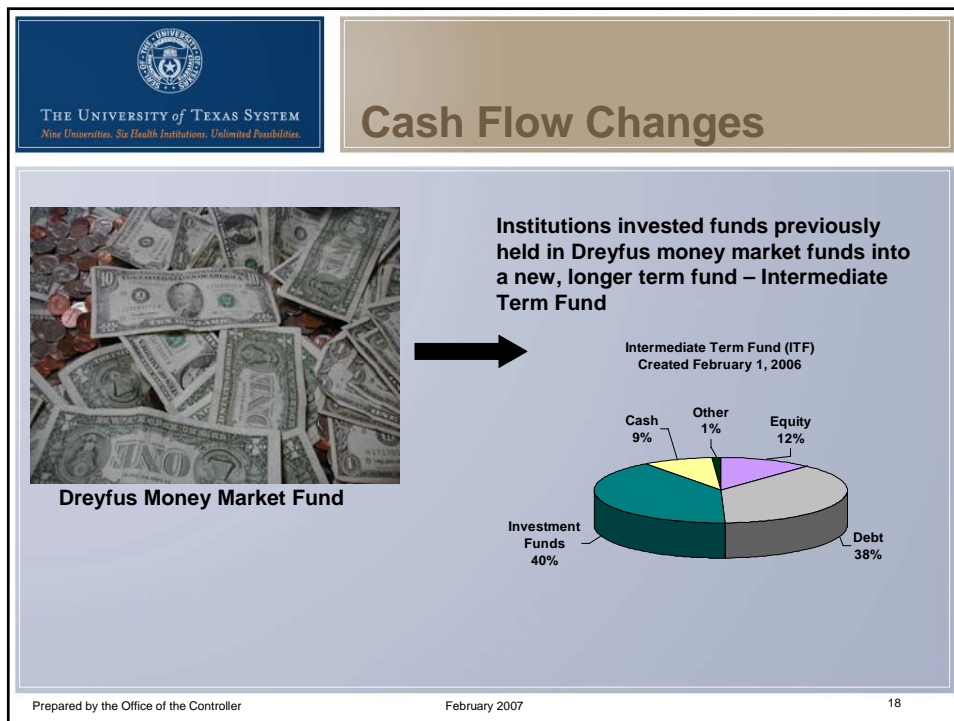 THE UNIVERSITY of TEXAS SYSTEM
Nine Universities. Six Health Institutions. Unlimited Possibilities.
Cash Flow Changes
Institutions invested funds previously
held in Dreyfus money market funds into
a new, longer term fund – Intermediate
Term Fund
Dreyfus Money Market Fund
Intermediate Term Fund (ITF)
Created February 1, 2006
Cash
9%
Other
1%
Equity
12%
Investment
Funds
40%
Debt
38%
Prepared by the Office of the Controller
February 2007
18